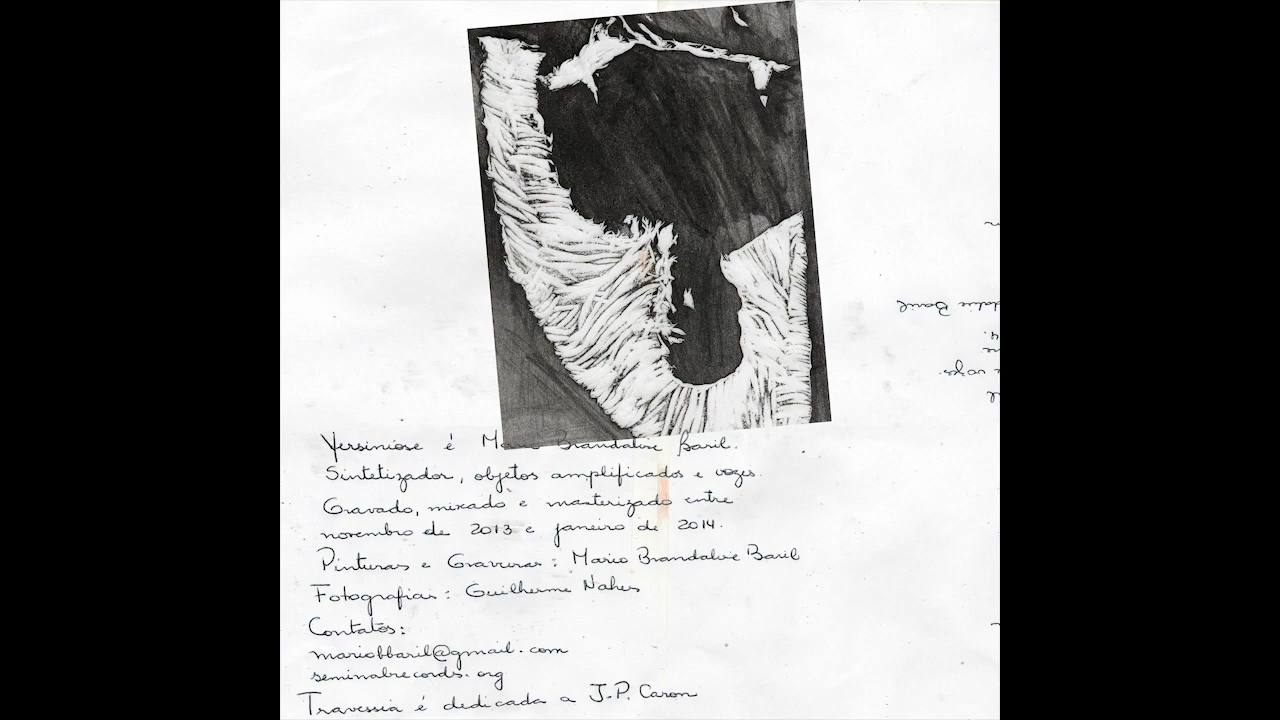 Yersiniose é Mario Brandalise Baril.
Sintetizador, objetos amplificados e vozes.
Gravado, mixado e masterizado entre
novembro de 2013 e janeiro de 2014.
Pinturas e Gravuras: Mario Brandalise Baril
Fotografias: Guilherme Nahes
Contatos:
mariobbaril@gmail.com
seminalrecords.org
Travessia é dedicada a J.-P. Caron